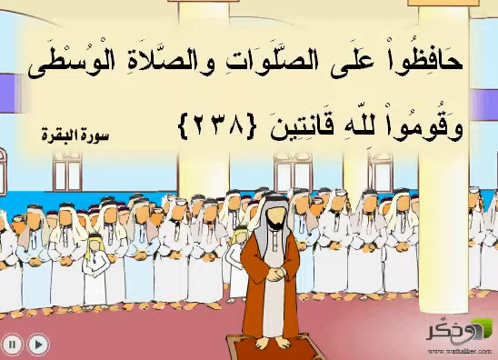 حَافِظُواْ عَلَى الصَّلَوَاتِ والصَّلاَةِ الْوُسْطَى
وَقُومُواْ لِلّهِ قَانِتِينَ {٢٣٨} سورة البقرة
وذكر
www.wathakker.com